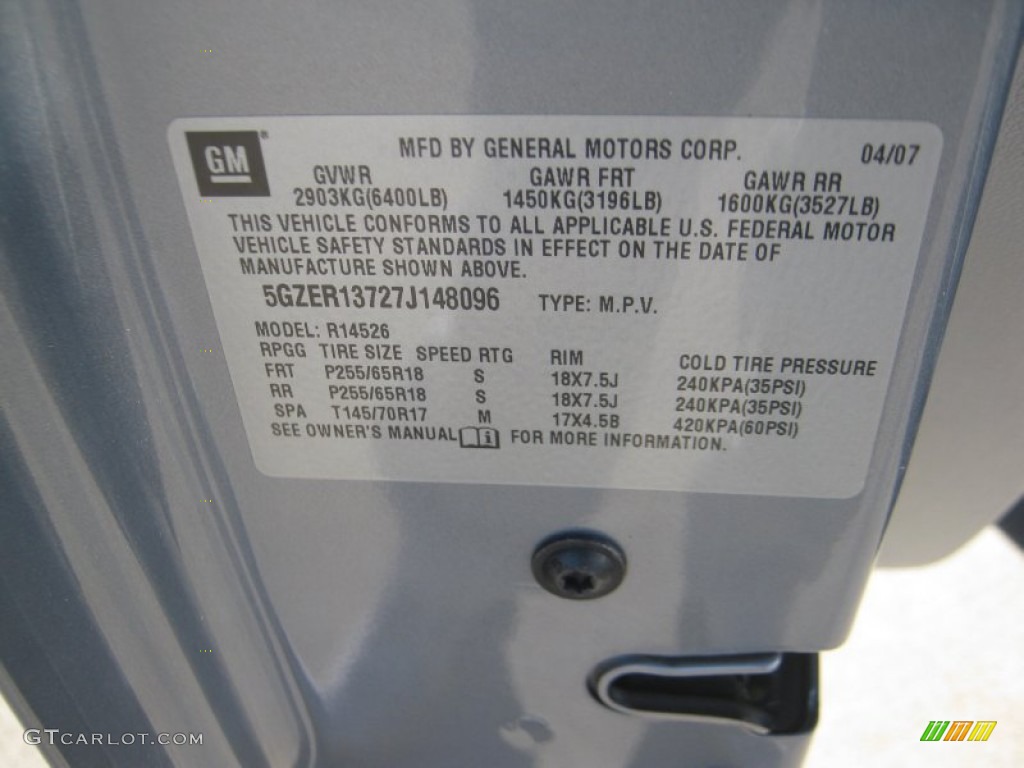 GM® MFD BY GENERAL MOTORS CORP. 04/07
GVWR GAWR FRT GAWR RR
2903KG(6400LB) 1450KG(3196LB) 1600KG(3527LB)
THIS VEHICLE CONFORMS TO ALL APPLICABLE U.S. FEDERAL MOTOR
VEHICLE SAFETY STANDARDS IN EFFECT ON THE DATE OF
MANUFACTURE SHOWN ABOVE.
5GZER13727J148096 TYPE: M.P.V.
MODEL: R14526
RPGG TIRE SIZE SPEED RTG RIM COLD TIRE PRESSURE
FRT P255/65R18 S 18X7.5J 240KPA(35PSI)
RR P255/65R18 S 18X7.5J 240KPA(35PSI)
SPA T145/70R17 M 17X4.5B 420KPA(60PSI)
SEE OWNER'S MANUAL i FOR MORE INFORMATION.
GTCARLOT.COM